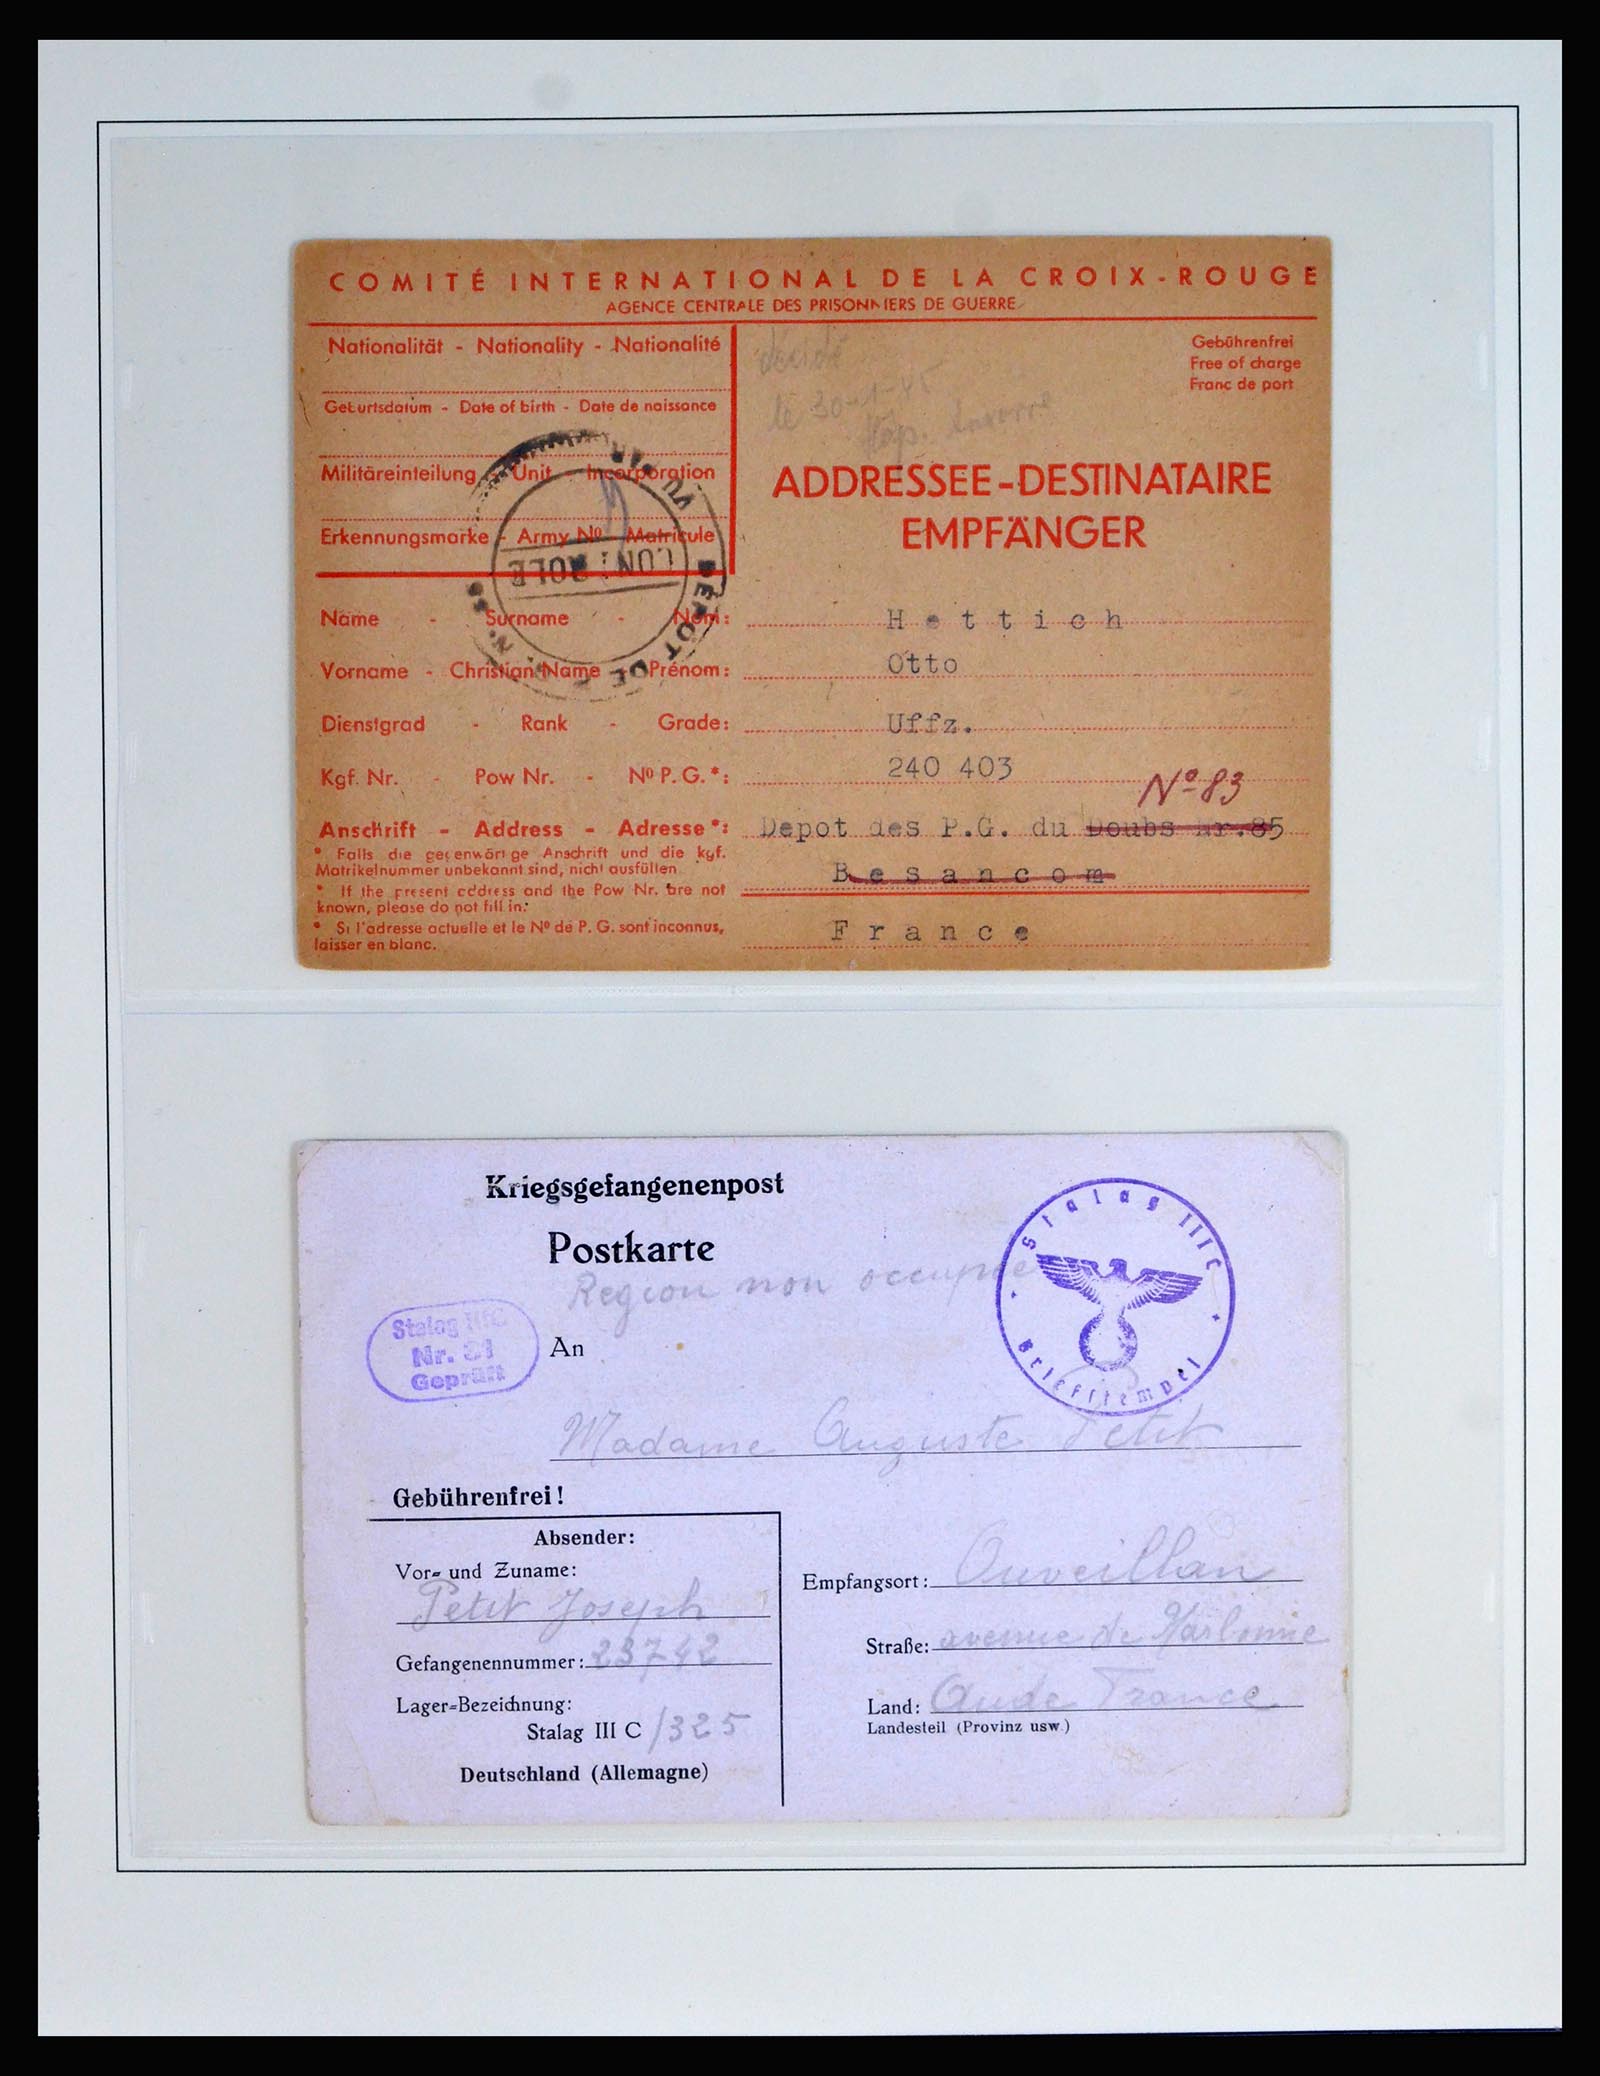 COMITÉ INTERNATIONAL DE LA CROIX-ROUGE
AGENCE CENTRALE DES PRISONNIERS DE GUERRE
Nationalität - Nationality - Nationalité
Geburtsdatum - Date of birth - Date de naissance
Militäreinteilung - Unit - Incorporation
Erkennungsmarke - Army No - Matricule
le 30-1-45
Gebührenfrei
Free of charge
Franc de port
ADDRESSEE-DESTINATAIRE
EMPFÄNGER
CONTROLE
DÉPÔT DE
Name - Surname - Nom: Hettich
Vorname - Christian Name - Prénom: Otto
Dienstgrad - Rank - Grade: Uffz.
Kgf. Nr. - Pow Nr. - No P. G.*: 240 403
No 83
Anschrift - Address - Adresse*: Depot des P.G. du Doubs Nr.85
Besancom
France
* Falls die gegenwärtige Anschrift und die kgf.
Matrikelnummer unbekannt sind, nicht ausfüllen
* If the present address and the Pow Nr. are not
known, please do not fill in.
* Si l'adresse actuelle et le No de P. G. sont inconnus,
laisser en blanc.
Kriegsgefangenenpost
Postkarte
Region non occupée
Stalag IIIC
Briefstempel
Stalag IIIC
Nr. 31
Geprüft
An
Madame Auguste Petit
Gebührenfrei!
Absender:
Vor- und Zuname:
Petit Joseph
Gefangenennummer: 23742
Lager-Bezeichnung:
Stalag III C /325
Deutschland (Allemagne)
Empfangsort: Ouveillan
Straße: avenue de Narbonne
Land: Aude France
Landesteil (Provinz usw.)